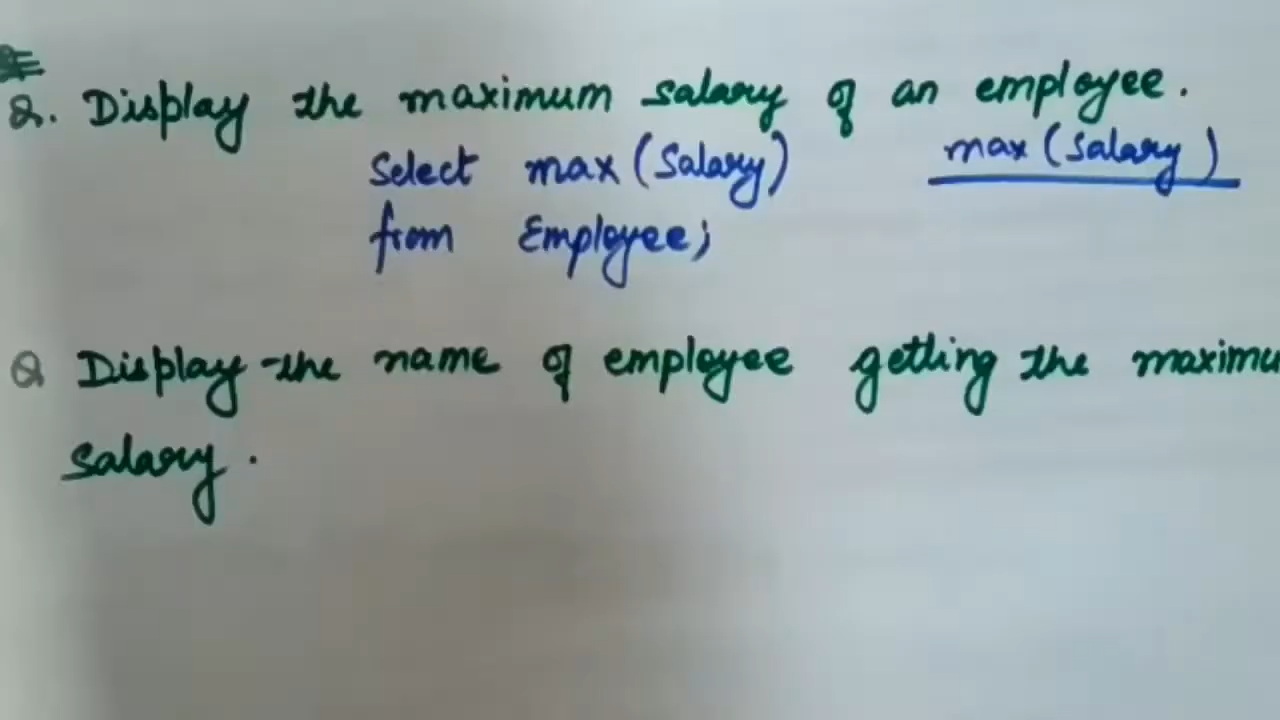 Q. Display the maximum salary of an employee.
Select max (Salary) max (Salary)
from Employee;
Q Display the name of employee getting the maximu
salary.